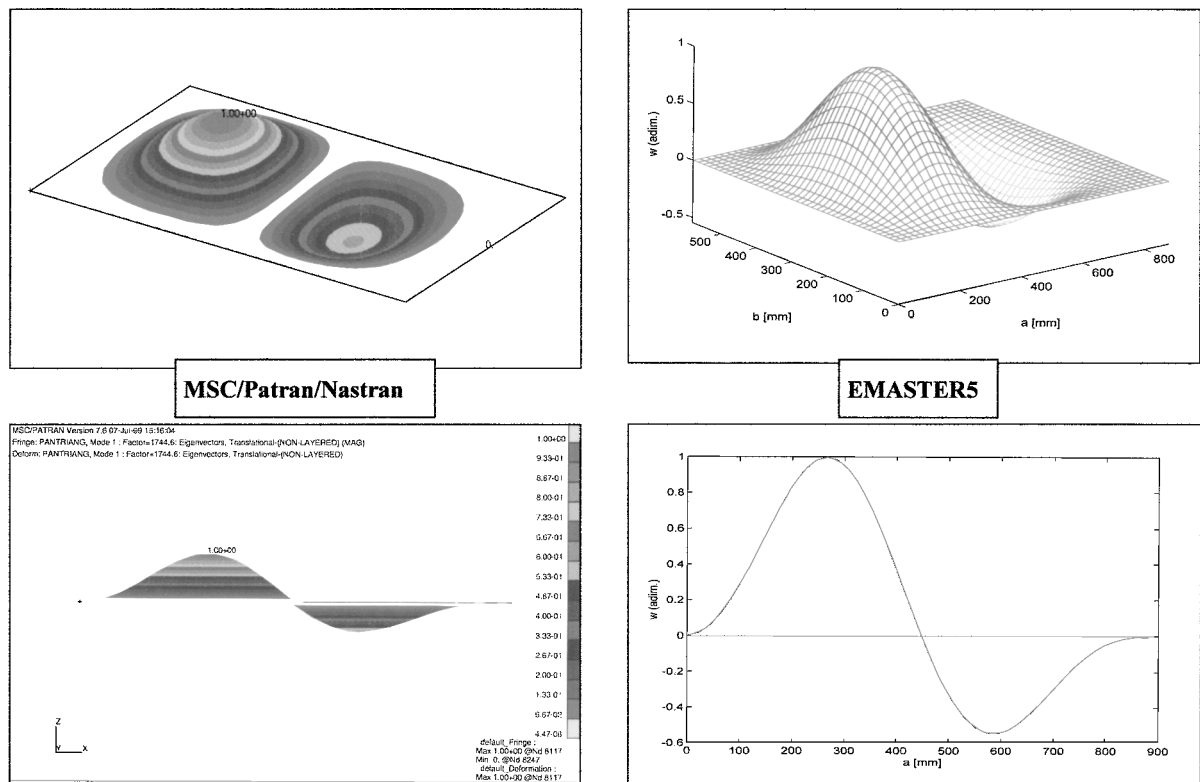 1.00+00
0.
MSC/Patran/Nastran
1
0.5
0
-0.5
w (adim.)
500
400
300
200
100
0
b [mm]
0
200
400
600
800
a [mm]
EMASTER5
MSC/PATRAN Version 7.6 07-Jul-99 15:16:04
Fringe: PANTRIANG, Mode 1 : Factor=1744.6: Eigenvectors, Translational-(NON-LAYERED) (MAG)
Deform: PANTRIANG, Mode 1 : Factor=1744.6: Eigenvectors, Translational-(NON-LAYERED)
1.00+00
1.00+00
9.33-01
8.67-01
8.00-01
7.33-01
6.67-01
6.00-01
5.33-01
4.67-01
4.00-01
3.33-01
2.67-01
2.00-01
1.33-01
6.67-02
4.47-08
Z
Y
X
default_Fringe :
Max 1.00+00 @Nd 8117
Min 0. @Nd 8247
default_Deformation :
Max 1.00+00 @Nd 8117
1
0.8
0.6
0.4
0.2
0
-0.2
-0.4
-0.6
w (adim.)
0
100
200
300
400
500
600
700
800
900
a [mm]